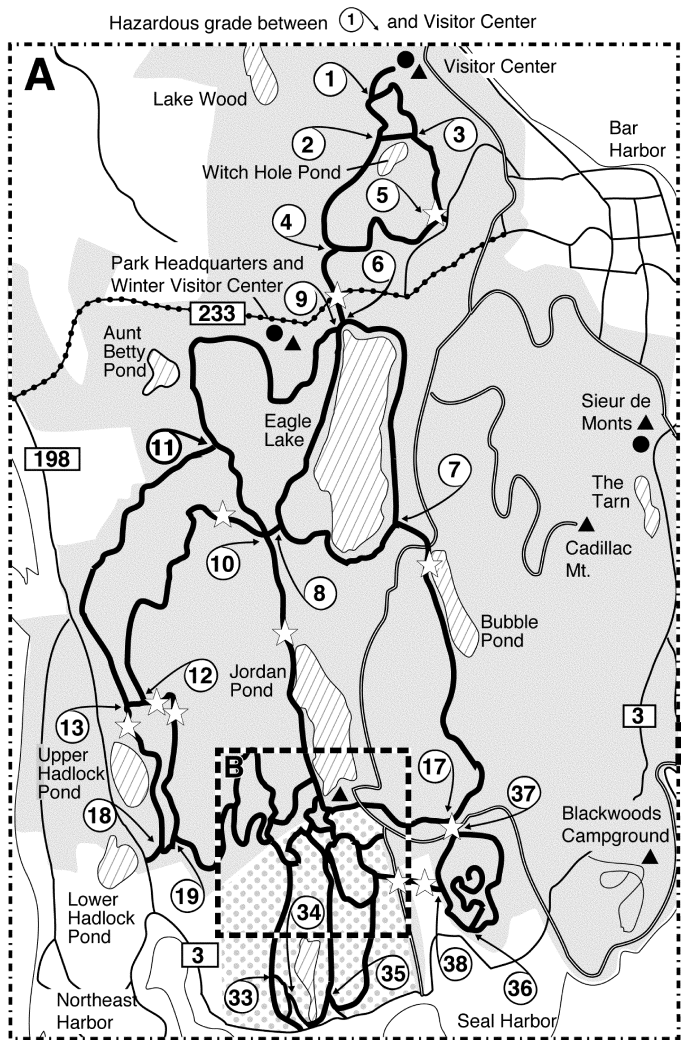 Hazardous grade between 1 and Visitor Center
A
Visitor Center
1
Lake Wood
Bar
Harbor
2
3
Witch Hole Pond
5
4
6
Park Headquarters and
Winter Visitor Center
9
233
Aunt
Betty
Pond
Sieur de
Monts
Eagle
Lake
11
198
7
The
Tarn
10
8
Cadillac
Mt.
Bubble
Pond
12
Jordan
Pond
13
3
Upper
Hadlock
Pond
B
17
37
18
Blackwoods
Campground
19
Lower
Hadlock
Pond
34
3
38
35
36
33
Northeast
Harbor
Seal Harbor